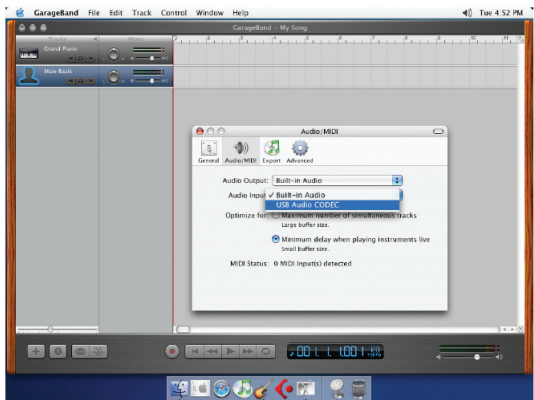 GarageBand File Edit Track Control Window Help
Tue 4:52 PM
GarageBand – My Song
Tracks
Mixer
Grand Piano
Male Basic
Audio/MIDI
General Audio/MIDI Export Advanced
Audio Output: Built-in Audio
Audio Input ✓ Built-in Audio
USB Audio CODEC
Optimize for: Maximum number of simultaneous tracks
Large buffer size.
Minimum delay when playing instruments live
Small buffer size.
MIDI Status: 0 MIDI Input(s) detected